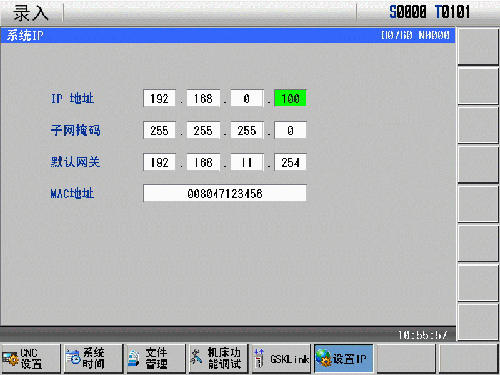 录入 S0000 T0101
系统IP O0760 N0000
IP 地址 192 . 168 . 0 . 100
子网掩码 255 . 255 . 255 . 0
默认网关 192 . 168 . 11 . 254
MAC地址 008047123456
10:55:57
CNC设置 系统时间 文件管理 机床功能调试 GSKLink 设置IP